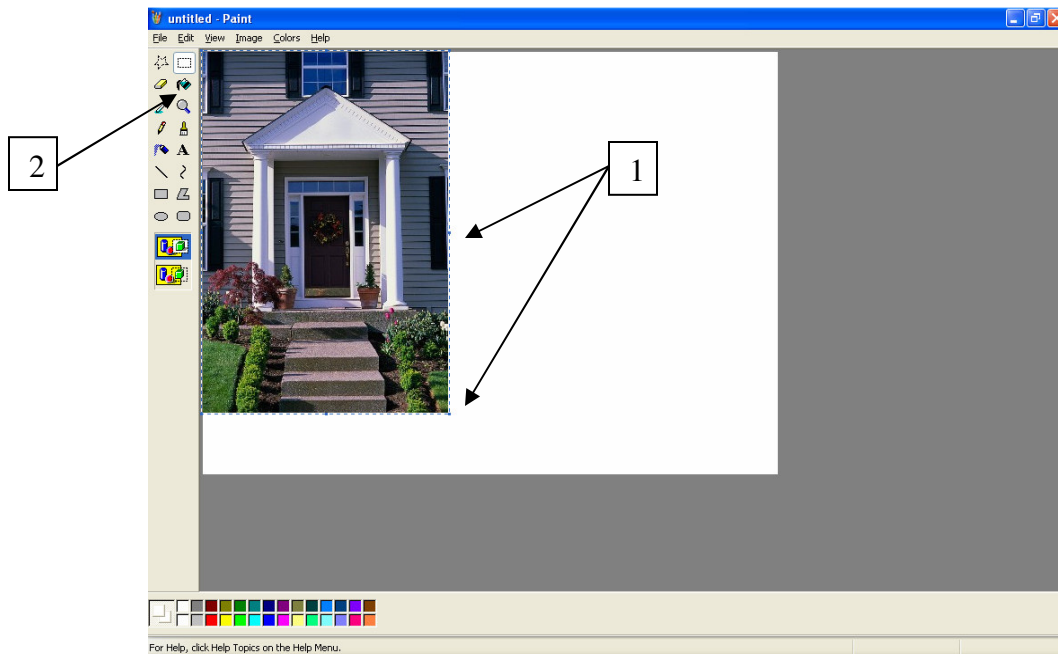 untitled - Paint
File Edit View Image Colors Help
2
1
A
For Help, click Help Topics on the Help Menu.